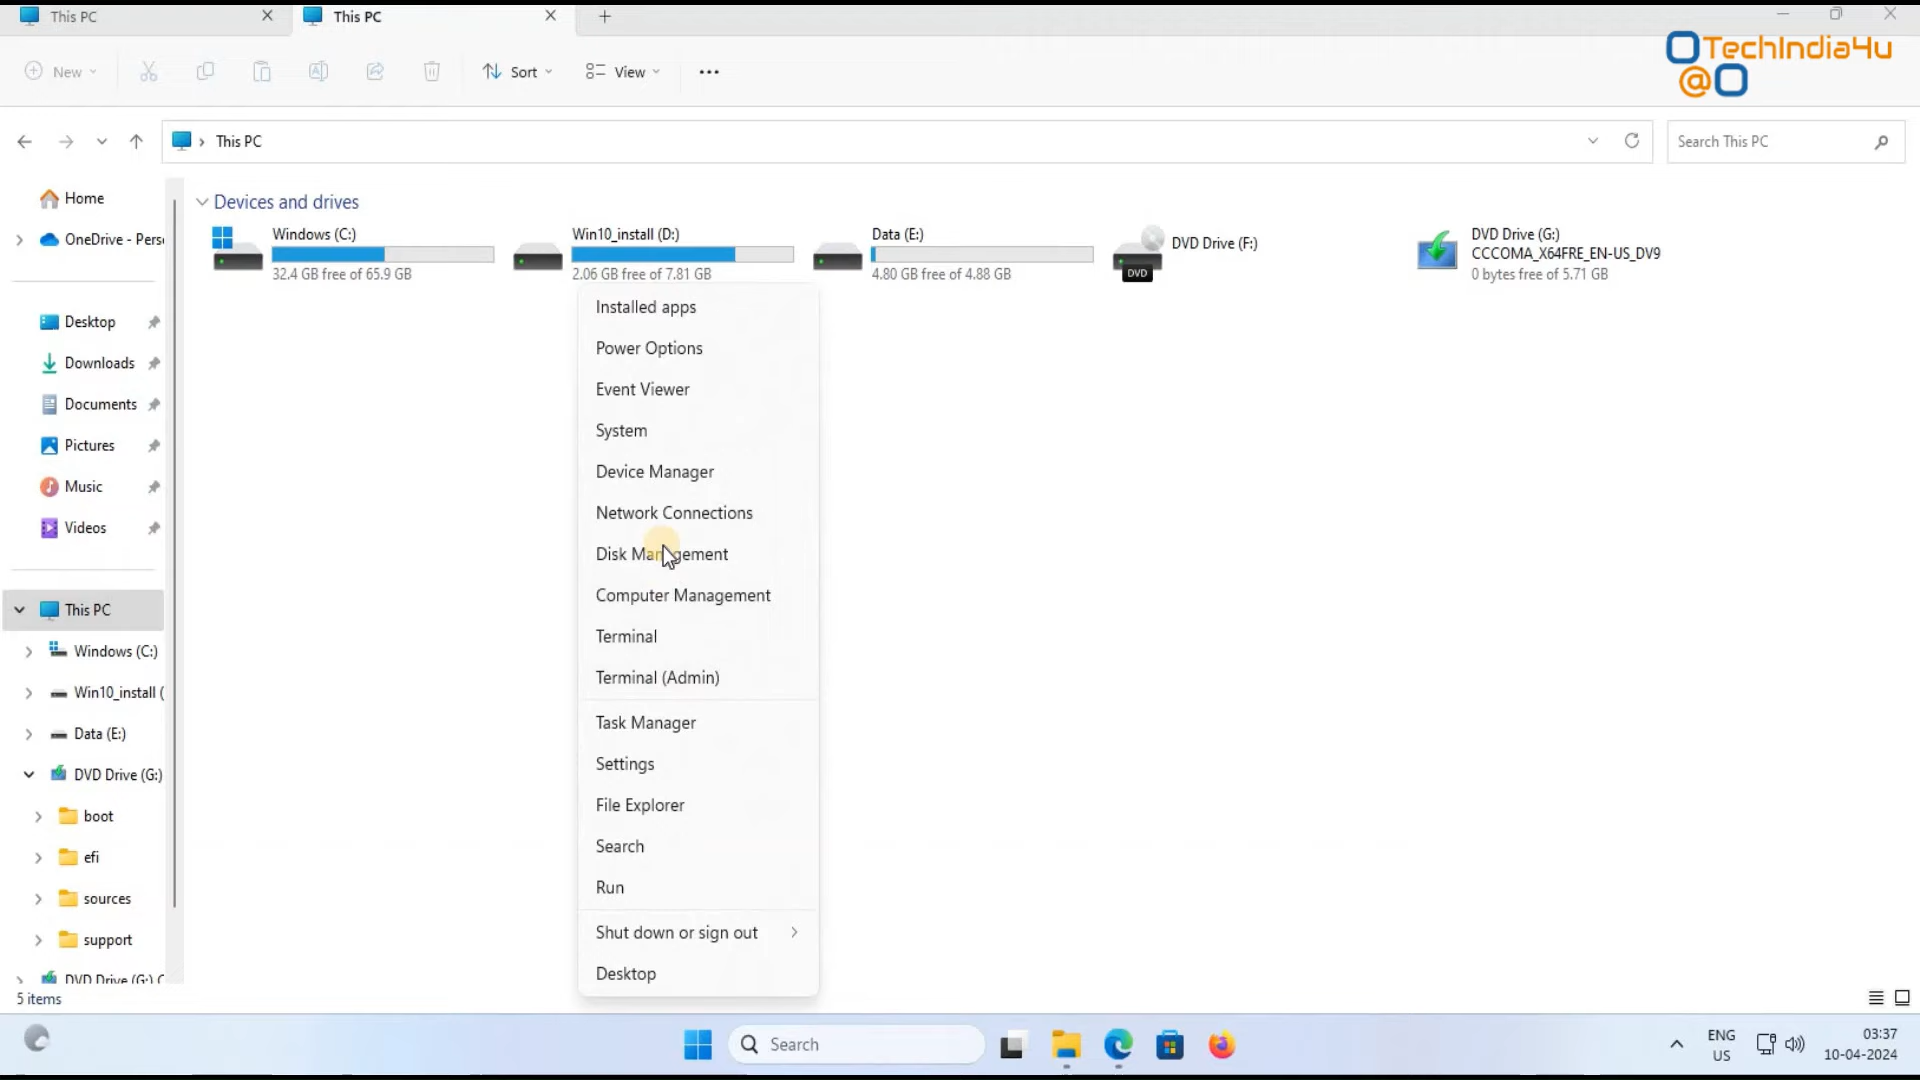 This PC
This PC
TechIndia4u
@
New
Sort
View
This PC
Search This PC
Home
OneDrive - Pers
Desktop
Downloads
Documents
Pictures
Music
Videos
This PC
Windows (C:)
Win10_install (
Data (E:)
DVD Drive (G:)
boot
efi
sources
support
DVD Drive (G:) C
5 items
Devices and drives
Windows (C:)
32.4 GB free of 65.9 GB
Win10_install (D:)
2.06 GB free of 7.81 GB
Data (E:)
4.80 GB free of 4.88 GB
DVD
DVD Drive (F:)
DVD Drive (G:)
CCCOMA_X64FRE_EN-US_DV9
0 bytes free of 5.71 GB
Installed apps
Power Options
Event Viewer
System
Device Manager
Network Connections
Disk Management
Computer Management
Terminal
Terminal (Admin)
Task Manager
Settings
File Explorer
Search
Run
Shut down or sign out
Desktop
Search
ENG
US
03:37
10-04-2024